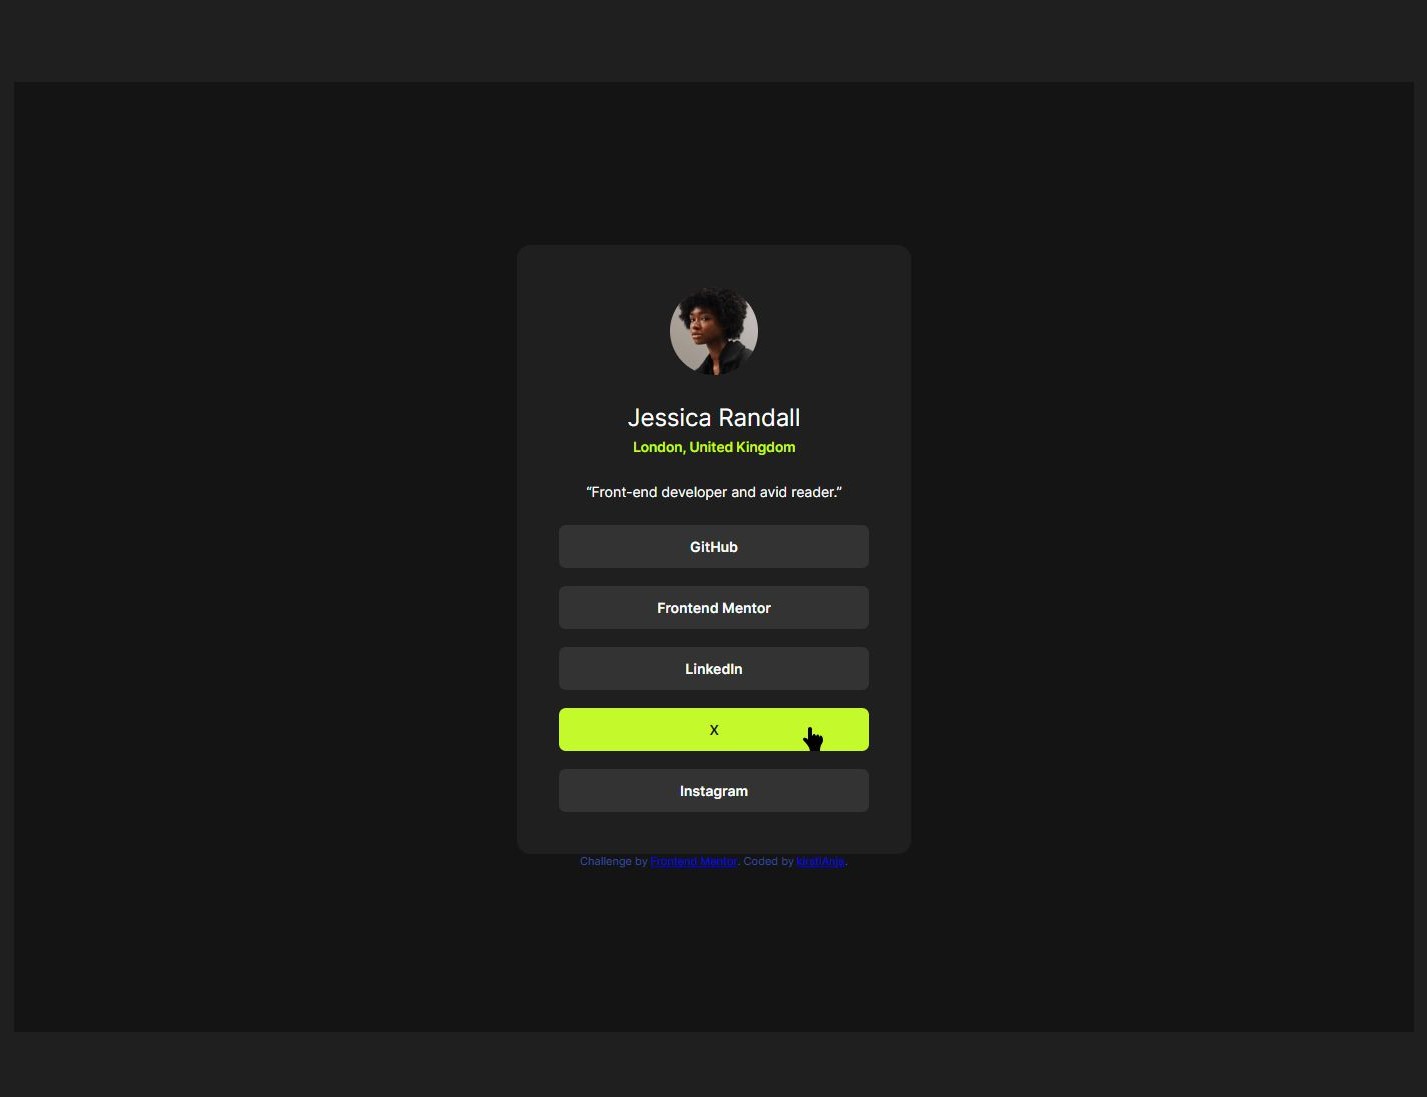 Jessica Randall
London, United Kingdom
“Front-end developer and avid reader.”
GitHub
Frontend Mentor
LinkedIn
X
Instagram
Challenge by Frontend Mentor. Coded by